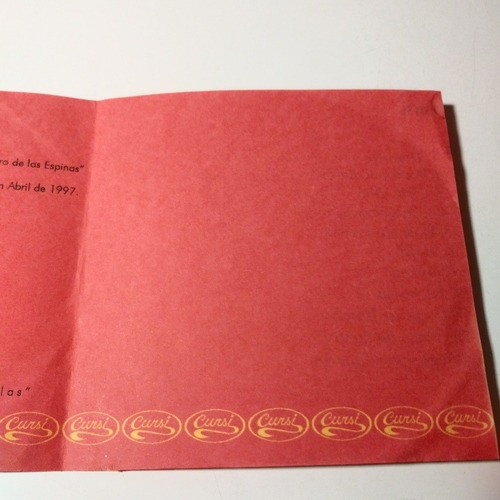 ro de las Espinas"
n Abril de 1997.
las"
Cursi Cursi Cursi Cursi Cursi Cursi Cursi Cursi